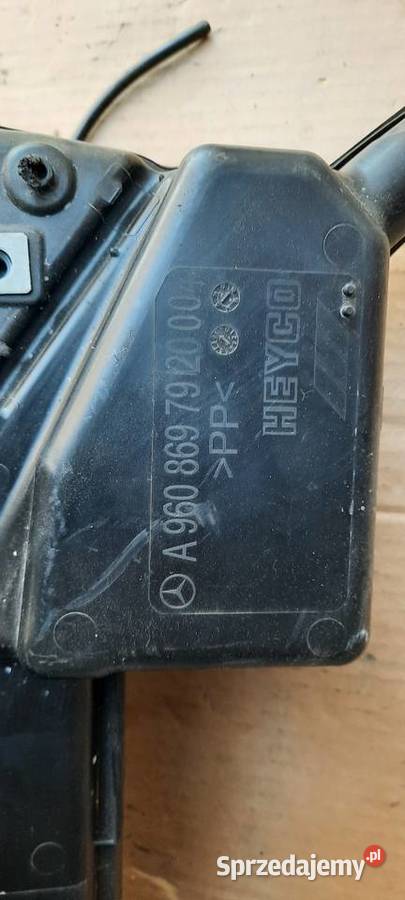 A 960 869 79 20 004
>PP<
HEYCO
Sprzedajemy.pl